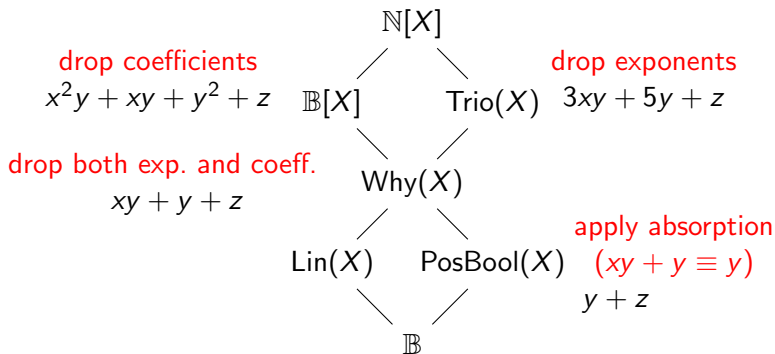 ℕ[X]
drop coefficients
x²y + xy + y² + z
𝔹[X]
Trio(X)
drop exponents
3xy + 5y + z
drop both exp. and coeff.
xy + y + z
Why(X)
Lin(X)
PosBool(X)
apply absorption
(xy + y ≡ y)
y + z
𝔹